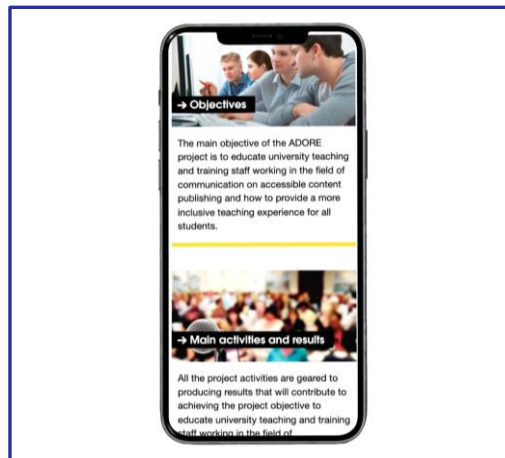 → Objectives
The main objective of the ADORE
project is to educate university teaching
and training staff working in the field of
communication on accessible content
publishing and how to provide a more
inclusive teaching experience for all
students.
→ Main activities and results
All the project activities are geared to
producing results that will contribute to
achieving the project objective to
educate university teaching and training
staff working in the field of